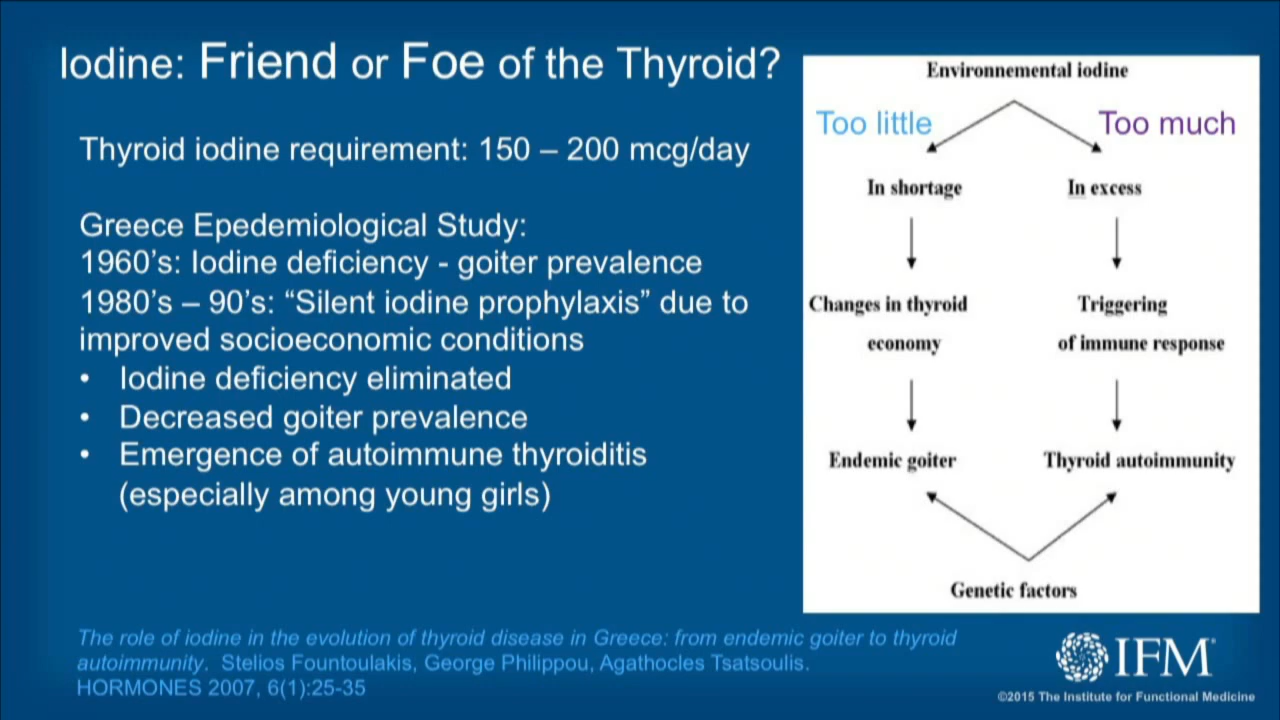 Iodine: Friend or Foe of the Thyroid?
Thyroid iodine requirement: 150 – 200 mcg/day
Greece Epedemiological Study:
1960’s: Iodine deficiency - goiter prevalence
1980’s – 90’s: “Silent iodine prophylaxis” due to
improved socioeconomic conditions
• Iodine deficiency eliminated
• Decreased goiter prevalence
• Emergence of autoimmune thyroiditis
(especially among young girls)
Environnemental iodine
Too little
Too much
In shortage
In excess
Changes in thyroid
economy
Triggering
of immune response
Endemic goiter
Thyroid autoimmunity
Genetic factors
The role of iodine in the evolution of thyroid disease in Greece: from endemic goiter to thyroid
autoimmunity. Stelios Fountoulakis, George Philippou, Agathocles Tsatsoulis.
HORMONES 2007, 6(1):25-35
IFM
©2015 The Institute for Functional Medicine